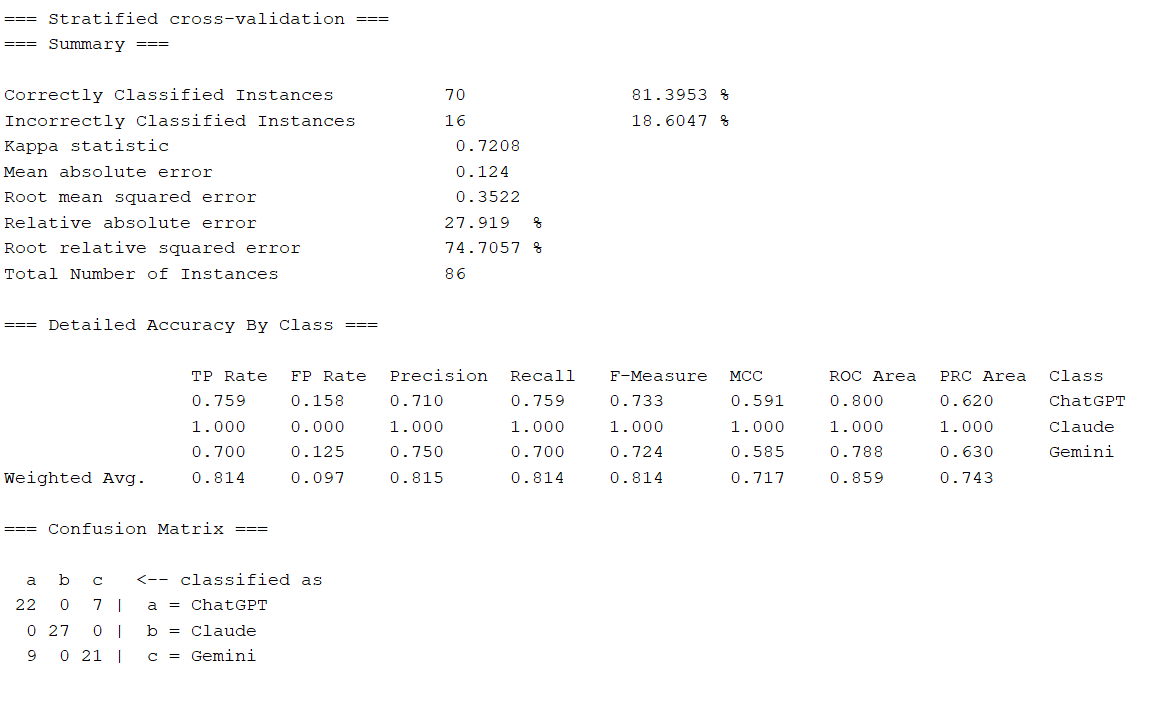 === Stratified cross-validation ===
=== Summary ===
Correctly Classified Instances 70 81.3953 %
Incorrectly Classified Instances 16 18.6047 %
Kappa statistic 0.7208
Mean absolute error 0.124
Root mean squared error 0.3522
Relative absolute error 27.919 %
Root relative squared error 74.7057 %
Total Number of Instances 86
=== Detailed Accuracy By Class ===
TP Rate FP Rate Precision Recall F-Measure MCC ROC Area PRC Area Class
0.759 0.158 0.710 0.759 0.733 0.591 0.800 0.620 ChatGPT
1.000 0.000 1.000 1.000 1.000 1.000 1.000 1.000 Claude
0.700 0.125 0.750 0.700 0.724 0.585 0.788 0.630 Gemini
Weighted Avg. 0.814 0.097 0.815 0.814 0.814 0.717 0.859 0.743
=== Confusion Matrix ===
a b c <-- classified as
22 0 7 | a = ChatGPT
0 27 0 | b = Claude
9 0 21 | c = Gemini